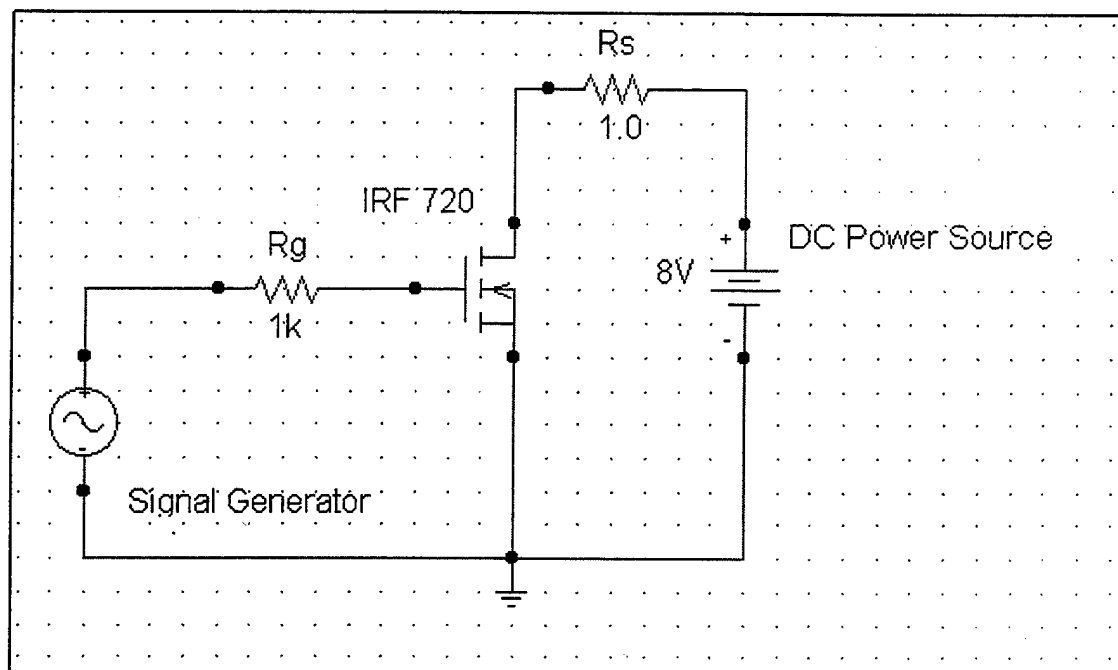 Rs
1.0
IRF 720
Rg
1k
+
8V
-
DC Power Source
+
-
Signal Generator